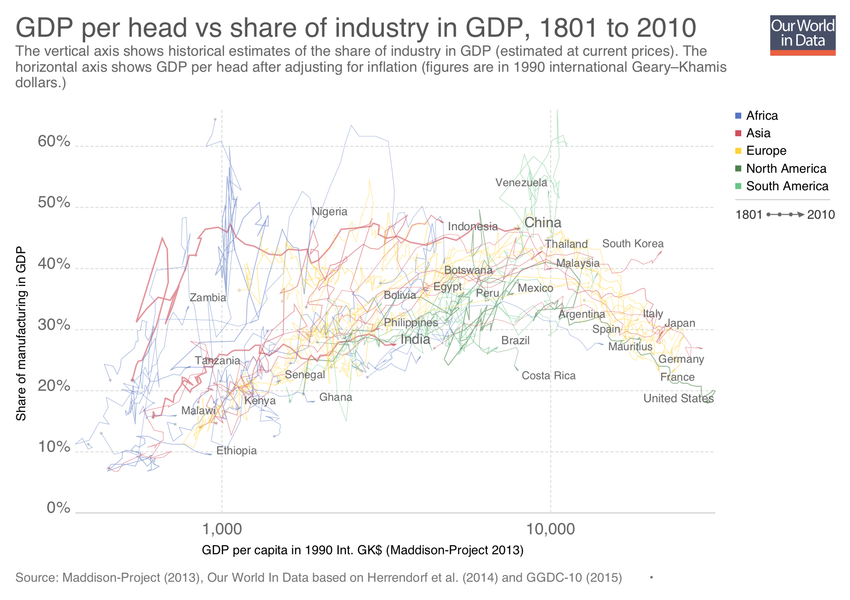 GDP per head vs share of industry in GDP, 1801 to 2010
Our World
in Data
The vertical axis shows historical estimates of the share of industry in GDP (estimated at current prices). The
horizontal axis shows GDP per head after adjusting for inflation (figures are in 1990 international Geary–Khamis
dollars.)
Africa
Asia
Europe
North America
South America
1801
2010
60%
50%
40%
30%
20%
10%
0%
Share of manufacturing in GDP
Venezuela
Nigeria
Indonesia
China
Thailand
South Korea
Malaysia
Botswana
Egypt
Peru
Mexico
Zambia
Bolivia
Argentina
Italy
Philippines
Japan
Spain
India
Brazil
Mauritius
Tanzania
Germany
Senegal
Costa Rica
France
Kenya
Ghana
United States
Malawi
Ethiopia
1,000
10,000
GDP per capita in 1990 Int. GK$ (Maddison-Project 2013)
Source: Maddison-Project (2013), Our World In Data based on Herrendorf et al. (2014) and GGDC-10 (2015) •